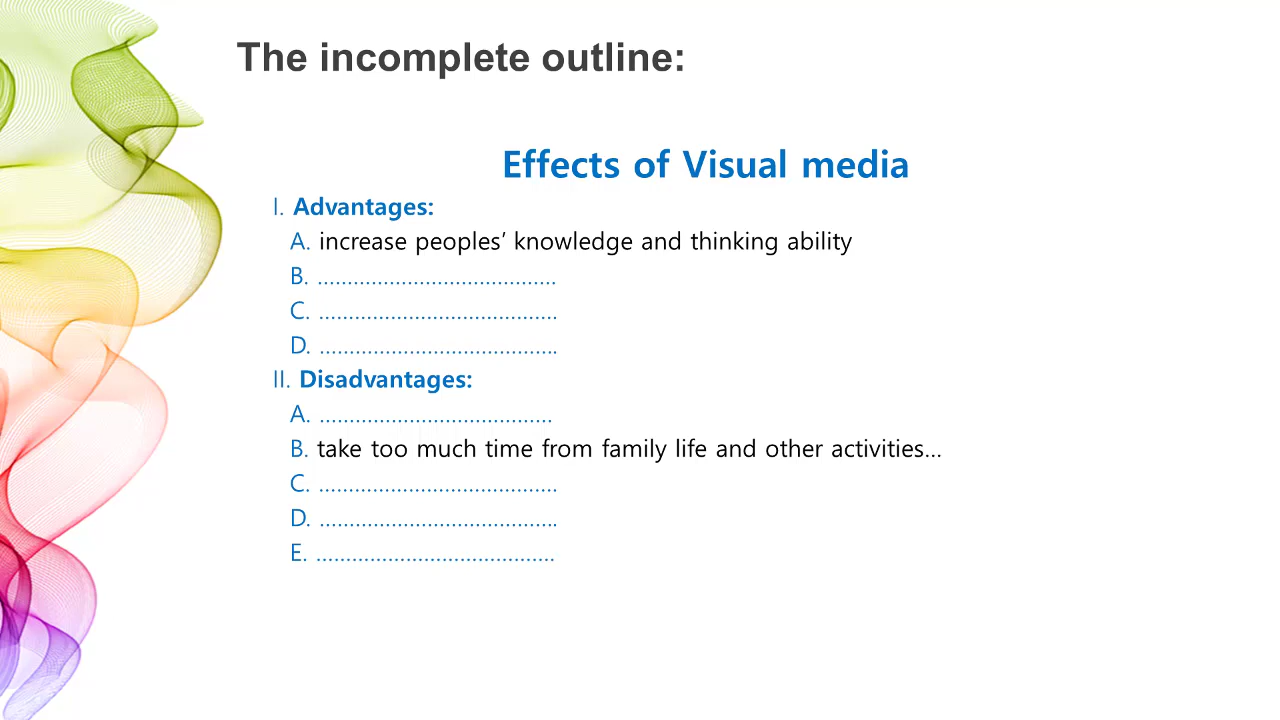 The incomplete outline:
Effects of Visual media
I. Advantages:
A. increase peoples’ knowledge and thinking ability
B. ........................................
C. ........................................
D. ........................................
II. Disadvantages:
A. .......................................
B. take too much time from family life and other activities...
C. ........................................
D. ........................................
E. ........................................